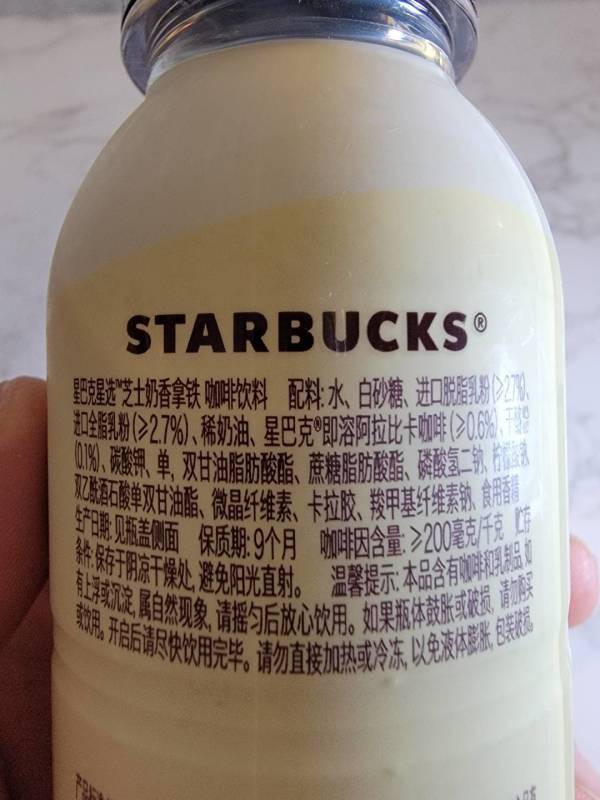 STARBUCKS®
星巴克星选™芝士奶香拿铁 咖啡饮料 配料: 水、白砂糖、进口脱脂乳粉(≥2.7%)、
进口全脂乳粉(≥2.7%)、稀奶油、星巴克®即溶阿拉比卡咖啡(≥0.6%)、干酪
(0.1%)、碳酸钾、单, 双甘油脂肪酸酯、蔗糖脂肪酸酯、磷酸氢二钠、柠檬酸钠、
双乙酰酒石酸单双甘油酯、微晶纤维素、卡拉胶、羧甲基纤维素钠、食用香精
生产日期: 见瓶盖侧面 保质期: 9个月 咖啡因含量: ≥200毫克/千克 贮存
条件: 保存于阴凉干燥处, 避免阳光直射。 温馨提示: 本品含有咖啡和乳制品, 如
有上浮或沉淀, 属自然现象, 请摇匀后放心饮用。如果瓶体鼓胀或破损, 请勿购买
或饮用。开启后请尽快饮用完毕。请勿直接加热或冷冻, 以免液体膨胀, 包装破损。